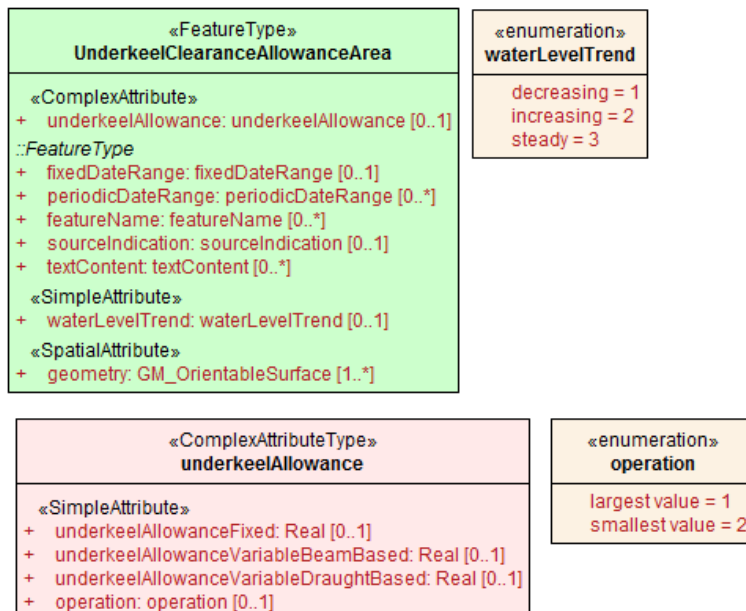 «FeatureType»
UnderkeelClearanceAllowanceArea
«ComplexAttribute»
+ underkeelAllowance: underkeelAllowance [0..1]
::FeatureType
+ fixedDateRange: fixedDateRange [0..1]
+ periodicDateRange: periodicDateRange [0..*]
+ featureName: featureName [0..*]
+ sourceIndication: sourceIndication [0..1]
+ textContent: textContent [0..*]
«SimpleAttribute»
+ waterLevelTrend: waterLevelTrend [0..1]
«SpatialAttribute»
+ geometry: GM_OrientableSurface [1..*]
«enumeration»
waterLevelTrend
decreasing = 1
increasing = 2
steady = 3
«ComplexAttributeType»
underkeelAllowance
«SimpleAttribute»
+ underkeelAllowanceFixed: Real [0..1]
+ underkeelAllowanceVariableBeamBased: Real [0..1]
+ underkeelAllowanceVariableDraughtBased: Real [0..1]
+ operation: operation [0..1]
«enumeration»
operation
largest value = 1
smallest value = 2